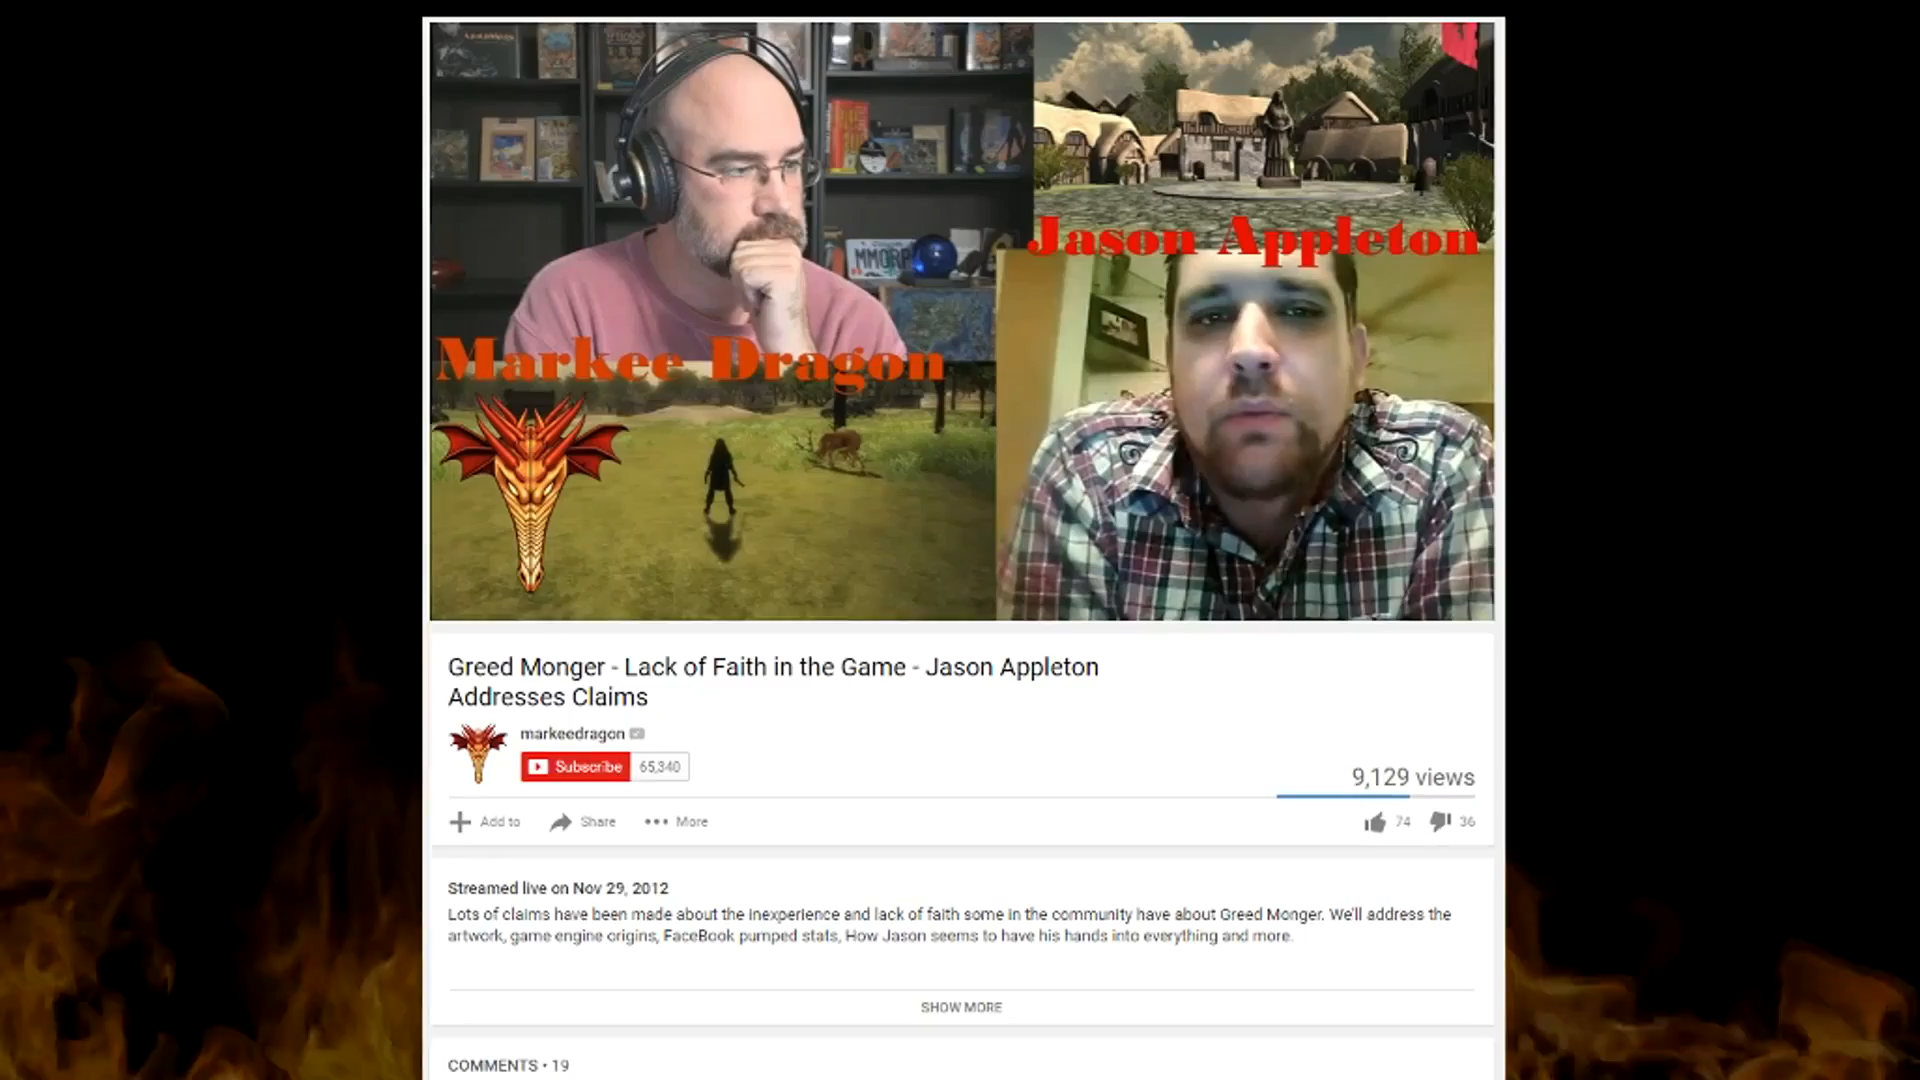 MMORP
Jason Appleton
Markee Dragon
Greed Monger - Lack of Faith in the Game - Jason Appleton
Addresses Claims
markeedragon
Subscribe 65,340
9,129 views
Add to Share More 74 36
Streamed live on Nov 29, 2012
Lots of claims have been made about the inexperience and lack of faith some in the community have about Greed Monger. We'll address the
artwork, game engine origins, FaceBook pumped stats, How Jason seems to have his hands into everything and more.
SHOW MORE
COMMENTS • 19